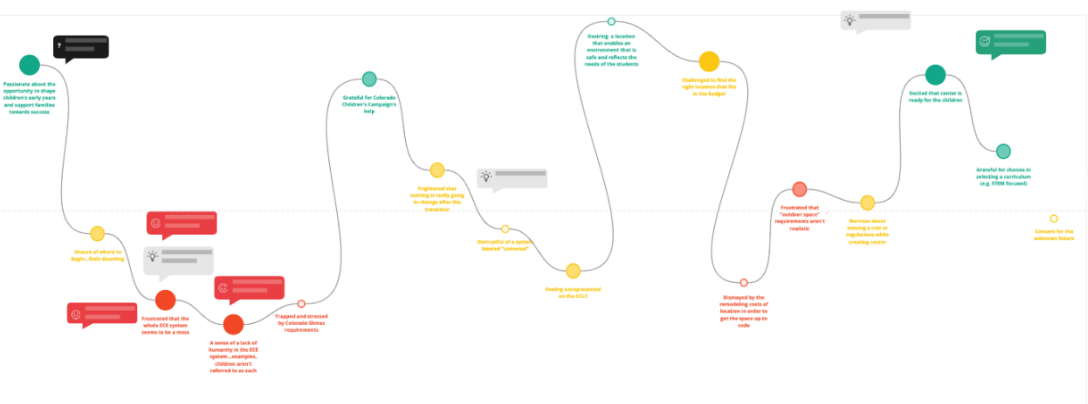 Passionate about the
opportunity to shape
children's early years
and support families
towards success
Unsure of where to
begin.. feels daunting
Frustrated that the
whole ECE system
seems to be a mess
A sense of a lack of
humanity in the ECE
system...examples,
children aren't
referred to as such
Trapped and stressed
by Colorado Shines
requirements
Grateful for Colorado
Children's Campaign's
help
Frightened that
nothing is really going
to change after the
transition
Distrustful of a system
labeled "universal"
Feeling unrepresented
on the ECLC
Desiring a location
that enables an
environment that is
safe and reflects the
needs of the students
Challenged to find the
right location that fits
in the budget
Dismayed by the
remodeling costs of
location in order to
get the space up to
code
Frustrated that
"outdoor space"
requirements aren't
realistic
Nervous about
missing a rule or
regulation while
creating center
Excited that center is
ready for the children
Grateful for choices in
selecting a curriculum
(e.g. STEM focused)
Concern for the
unknown future